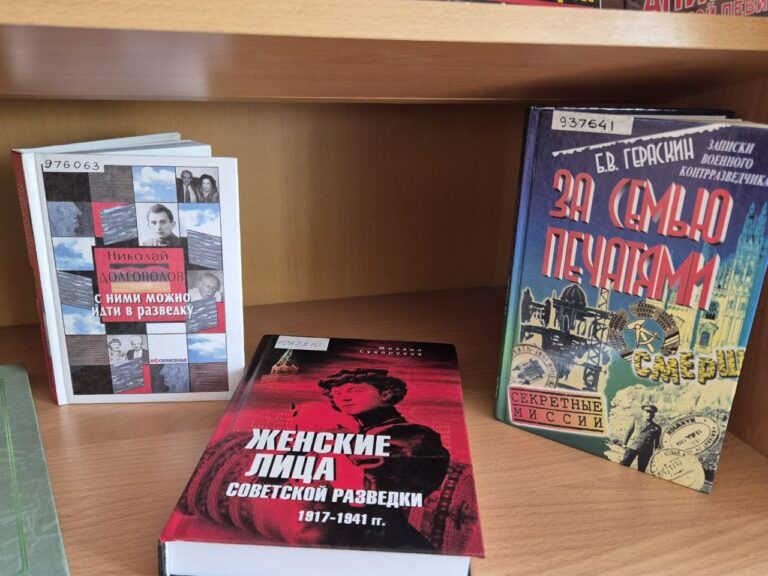 976063
Николай
Долгополов
с ними можно
идти в разведку
Воскресенье
Михаил
Сухоруков
ЖЕНСКИЕ
ЛИЦА
СОВЕТСКОЙ РАЗВЕДКИ
1917-1941 гг.
937641
Б.В. ГЕРАСКИН
ЗАПИСКИ
ВОЕННОГО
КОНТРРАЗВЕДЧИКА
ЗА СЕМЬЮ
ПЕЧАТЯМИ
СМЕРШ
СЕКРЕТНЫЕ
МИССИИ